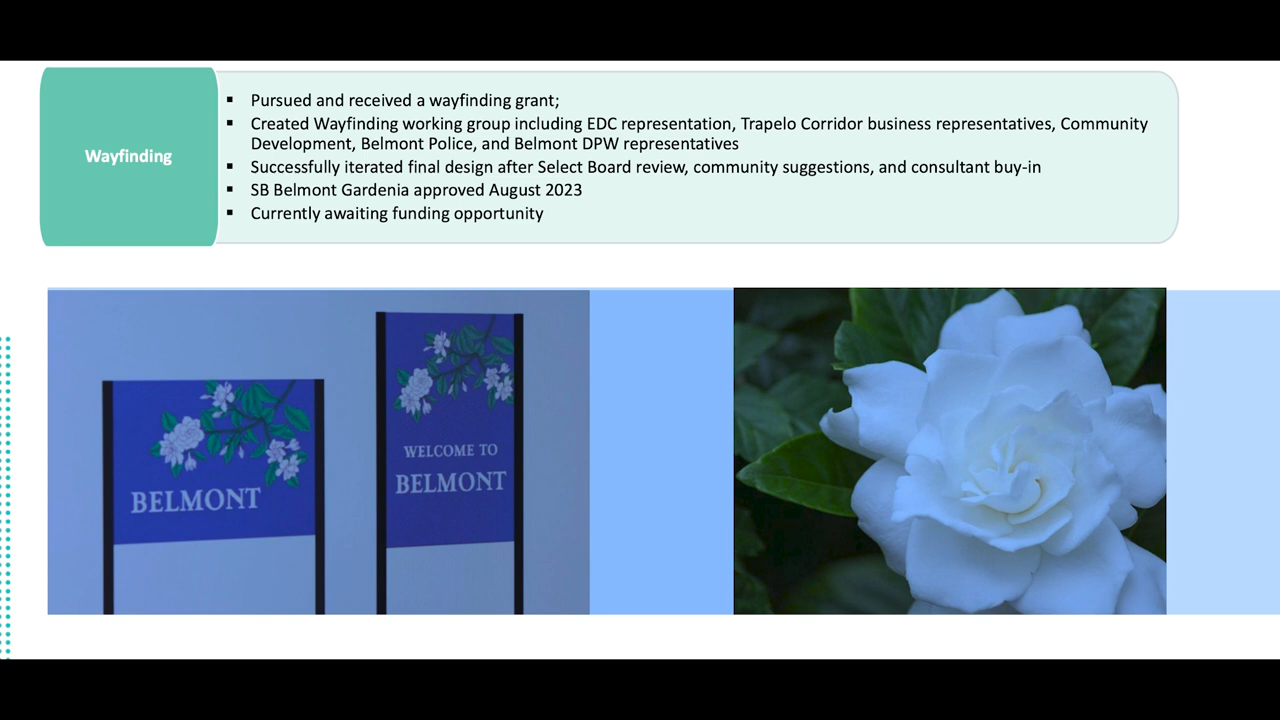 Wayfinding
▪ Pursued and received a wayfinding grant;
▪ Created Wayfinding working group including EDC representation, Trapelo Corridor business representatives, Community
Development, Belmont Police, and Belmont DPW representatives
▪ Successfully iterated final design after Select Board review, community suggestions, and consultant buy-in
▪ SB Belmont Gardenia approved August 2023
▪ Currently awaiting funding opportunity
BELMONT
WELCOME TO
BELMONT